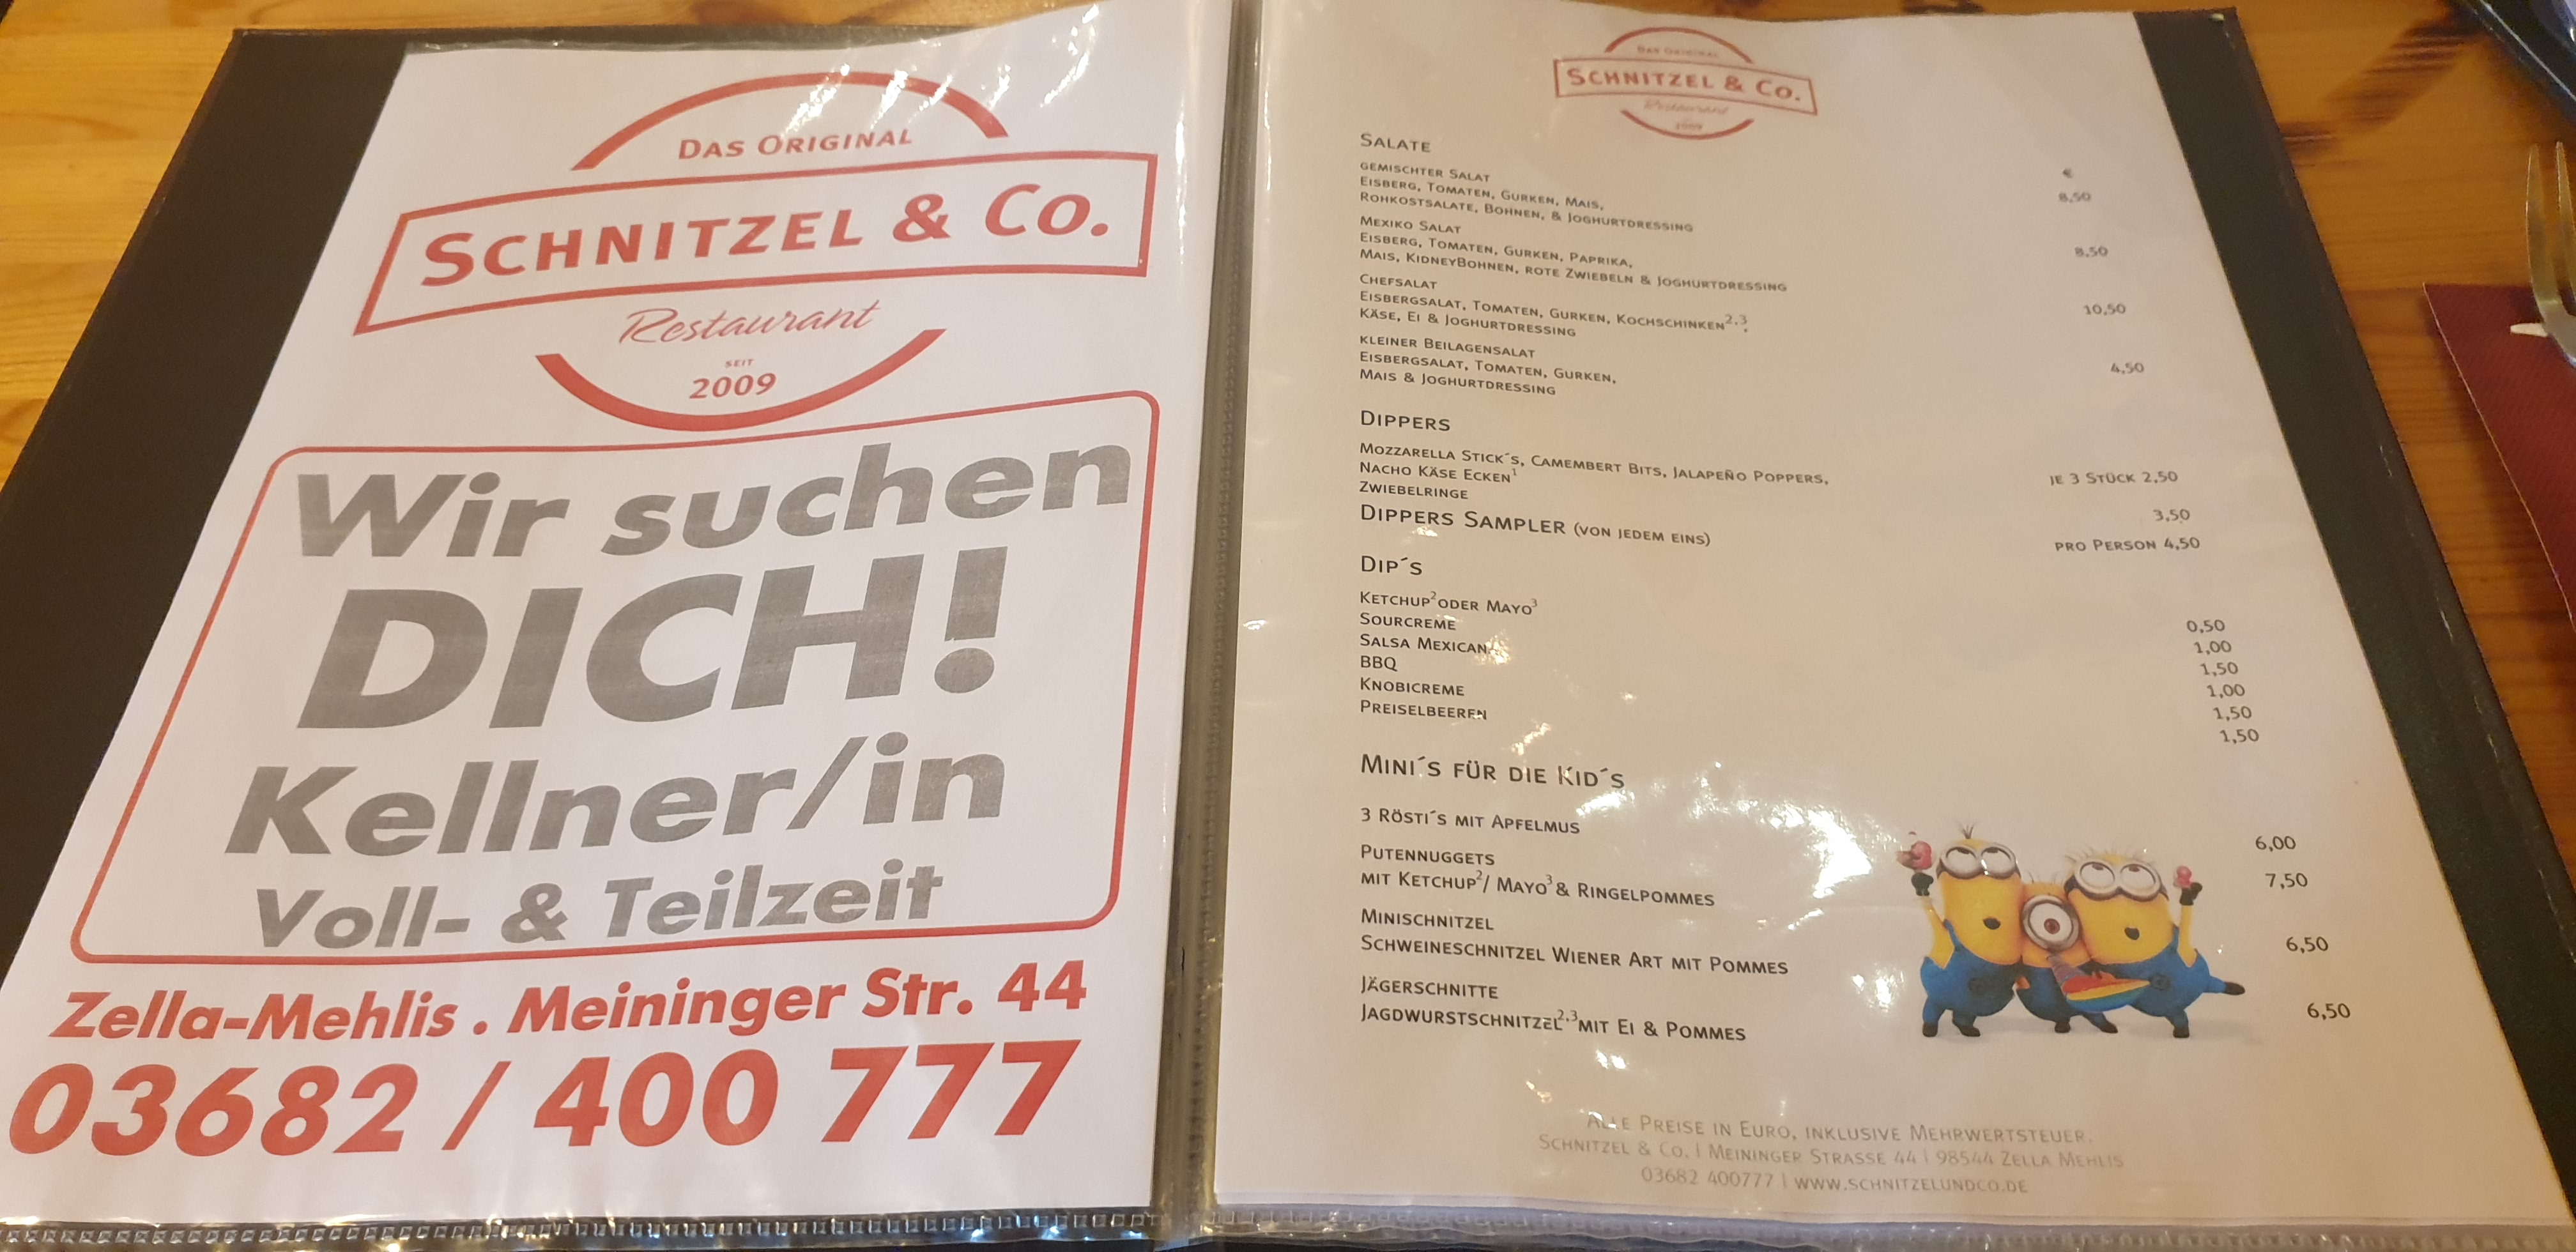 DAS ORIGINAL
SCHNITZEL & CO.
Restaurant
SEIT
2009
Wir suchen
DICH!
Kellner/in
Voll- & Teilzeit
Zella-Mehlis . Meininger Str. 44
03682 / 400 777
DAS ORIGINAL
SCHNITZEL & CO.
Restaurant
2009
SALATE
€
GEMISCHTER SALAT 8,50
EISBERG, TOMATEN, GURKEN, MAIS,
ROHKOSTSALATE, BOHNEN, & JOGHURTDRESSING
MEXIKO SALAT 8,50
EISBERG, TOMATEN, GURKEN, PAPRIKA,
MAIS, KIDNEYBOHNEN, ROTE ZWIEBELN & JOGHURTDRESSING
CHEFSALAT 10,50
EISBERGSALAT, TOMATEN, GURKEN, KOCHSCHINKEN2,3,
KÄSE, EI & JOGHURTDRESSING
KLEINER BEILAGENSALAT 4,50
EISBERGSALAT, TOMATEN, GURKEN,
MAIS & JOGHURTDRESSING
DIPPERS
MOZZARELLA STICK´S, CAMEMBERT BITS, JALAPEÑO POPPERS, JE 3 STÜCK 2,50
NACHO KÄSE ECKEN1
ZWIEBELRINGE 3,50
DIPPERS SAMPLER (VON JEDEM EINS) PRO PERSON 4,50
DIP´S
KETCHUP2 ODER MAYO3 0,50
SOURCREME 1,00
SALSA MEXICANA 1,50
BBQ 1,00
KNOBICREME 1,50
PREISELBEEREN 1,50
MINI´S FÜR DIE KID´S
3 RÖSTI´S MIT APFELMUS 6,00
PUTENNUGGETS 7,50
MIT KETCHUP2/ MAYO3 & RINGELPOMMES
MINISCHNITZEL 6,50
SCHWEINESCHNITZEL WIENER ART MIT POMMES
JÄGERSCHNITTE 6,50
JAGDWURSTSCHNITZEL2,3 MIT EI & POMMES
ALLE PREISE IN EURO, INKLUSIVE MEHRWERTSTEUER.
SCHNITZEL & CO. | MEININGER STRASSE 44 | 98544 ZELLA MEHLIS
03682 400777 | WWW.SCHNITZELUNDCO.DE